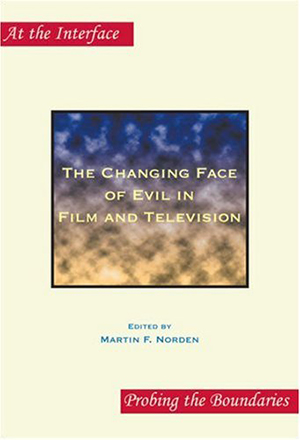 At the Interface
THE CHANGING FACE
OF EVIL IN
FILM AND TELEVISION
EDITED BY
MARTIN F. NORDEN
Probing the Boundaries